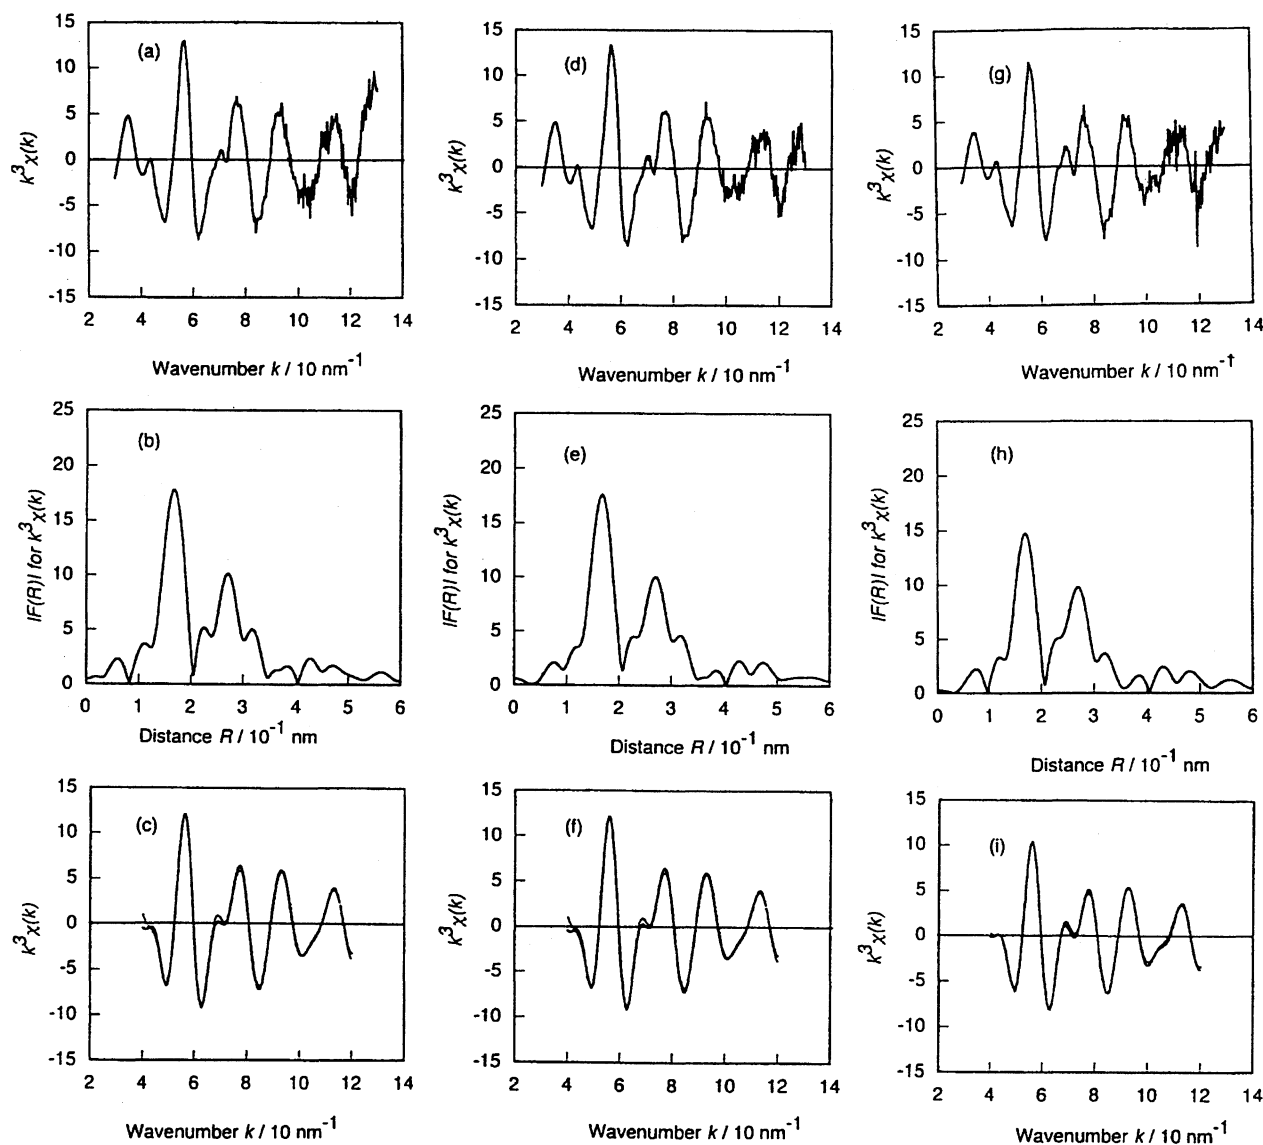 15
10
5
0
-5
-10
-15
(a)
k³χ(k)
2 4 6 8 10 12 14
Wavenumber k / 10 nm⁻¹
15
10
5
0
-5
-10
-15
(d)
k³χ(k)
2 4 6 8 10 12 14
Wavenumber k / 10 nm⁻¹
15
10
5
0
-5
-10
-15
(g)
k³χ(k)
2 4 6 8 10 12 14
Wavenumber k / 10 nm⁻†
25
20
15
10
5
0
(b)
|F(R)| for k³χ(k)
0 1 2 3 4 5 6
Distance R / 10⁻¹ nm
25
20
15
10
5
0
(e)
|F(R)| for k³χ(k)
0 1 2 3 4 5 6
Distance R / 10⁻¹ nm
25
20
15
10
5
0
(h)
|F(R)| for k³χ(k)
0 1 2 3 4 5 6
Distance R / 10⁻¹ nm
15
10
5
0
-5
-10
-15
(c)
k³χ(k)
2 4 6 8 10 12 14
Wavenumber k / 10 nm⁻¹
15
10
5
0
-5
-10
-15
(f)
k³χ(k)
2 4 6 8 10 12 14
Wavenumber k / 10 nm⁻¹
15
10
5
0
-5
-10
-15
(i)
k³χ(k)
2 4 6 8 10 12 14
Wavenumber k / 10 nm⁻¹